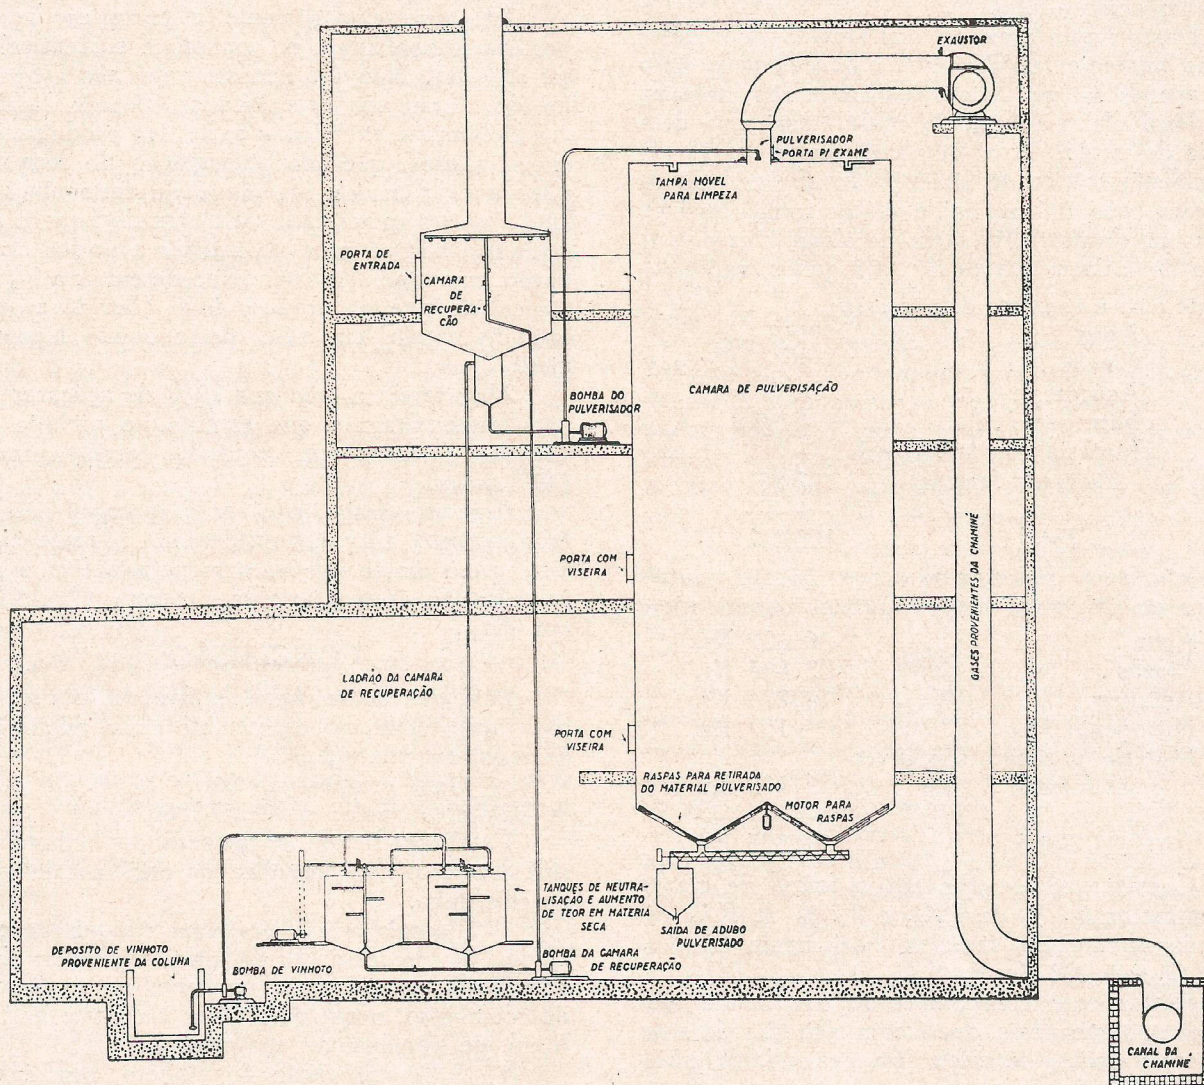 EXAUSTOR
PULVERISADOR
PORTA P/ EXAME
TAMPA MOVEL
PARA LIMPEZA
PORTA DE
ENTRADA
CAMARA
DE
RECUPERA-
CÃO
BOMBA DO
PULVERISADOR
CAMARA DE PULVERISAÇÃO
GASES PROVENIENTES DA CHAMINÉ
PORTA COM
VISEIRA
LADRÃO DA CAMARA
DE RECUPERAÇÃO
PORTA COM
VISEIRA
RASPAS PARA RETIRADA
DO MATERIAL PULVERISADO
MOTOR PARA
RASPAS
TANQUES DE NEUTRA-
LISAÇÃO E AUMENTO
DE TEOR EM MATERIA
SECA
SAIDA DE ADUBO
PULVERISADO
DEPOSITO DE VINHOTO
PROVENIENTE DA COLUNA
BOMBA DE VINHOTO
BOMBA DA CAMARA
DE RECUPERAÇÃO
CANAL DA
CHAMINÉ